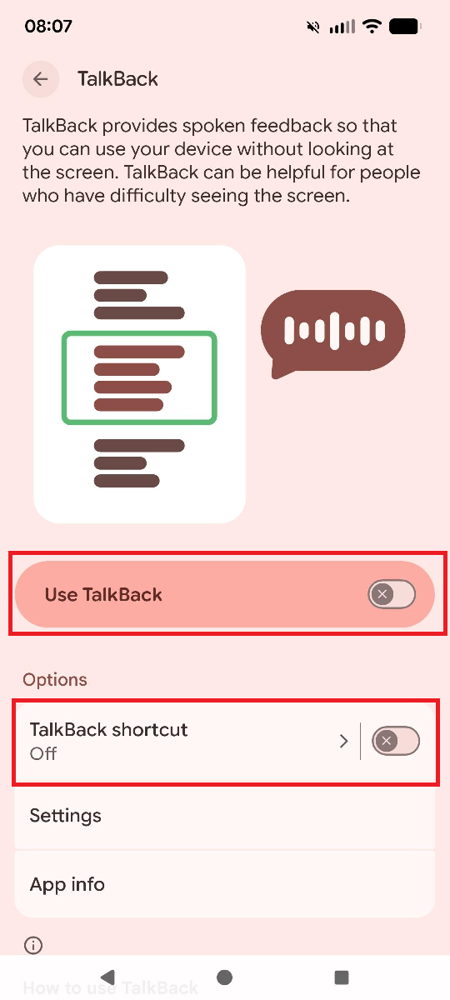 08:07
TalkBack
TalkBack provides spoken feedback so that
you can use your device without looking at
the screen. TalkBack can be helpful for people
who have difficulty seeing the screen.
Use TalkBack
Options
TalkBack shortcut
Off
Settings
App info
How to use TalkBack